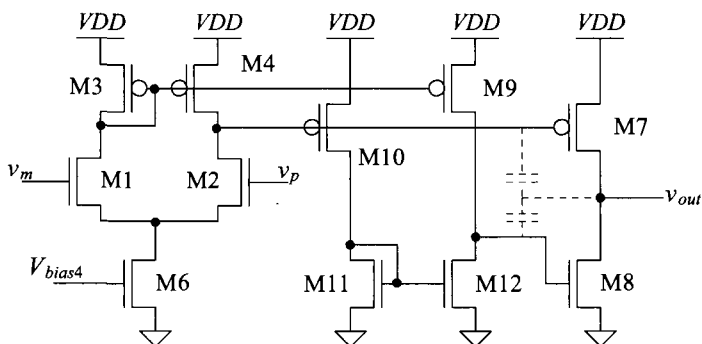 VDD VDD VDD VDD VDD
M3 M4 M9
M7
M10
v_m M1 M2 v_p
v_out
V_bias4 M6 M11 M12 M8